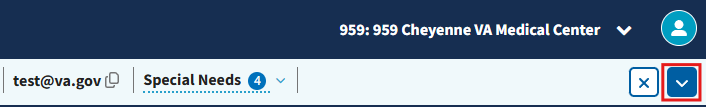 959: 959 Cheyenne VA Medical Center
test@va.gov Special Needs 4